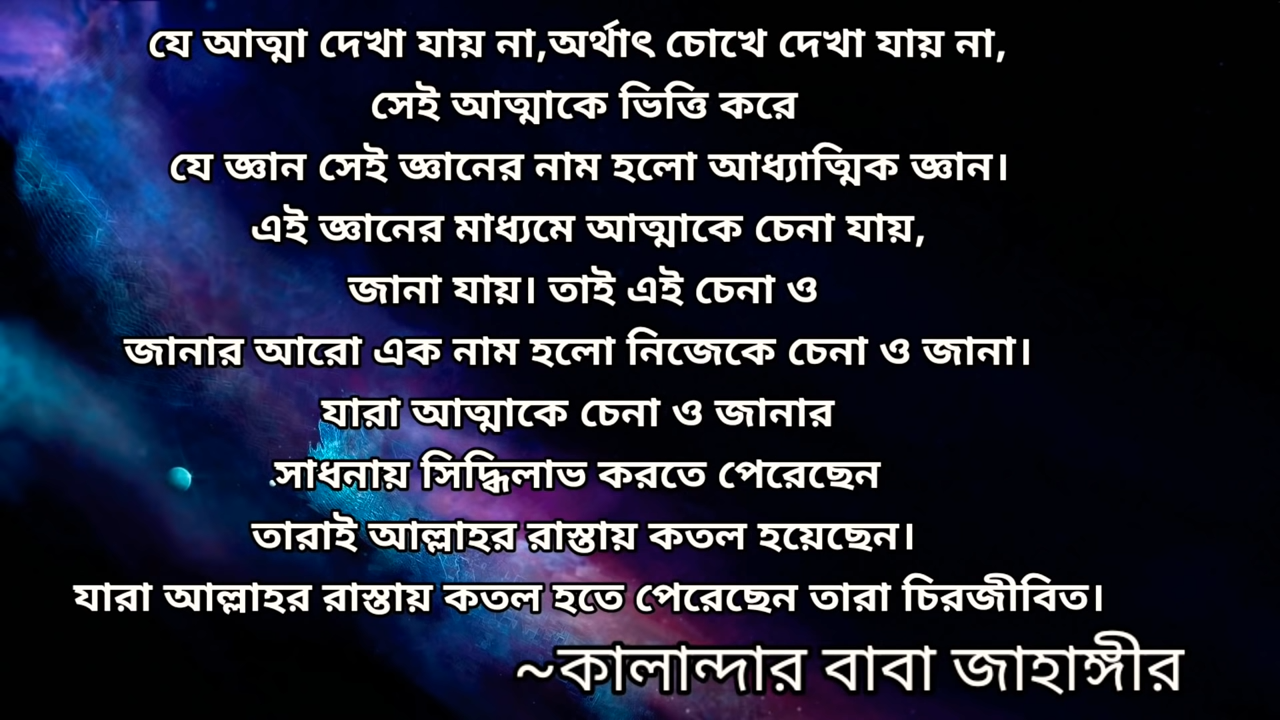 যে আত্মা দেখা যায় না,অর্থাৎ চোখে দেখা যায় না,
সেই আত্মাকে ভিত্তি করে
যে জ্ঞান সেই জ্ঞানের নাম হলো আধ্যাত্মিক জ্ঞান।
এই জ্ঞানের মাধ্যমে আত্মাকে চেনা যায়,
জানা যায়। তাই এই চেনা ও
জানার আরো এক নাম হলো নিজেকে চেনা ও জানা।
যারা আত্মাকে চেনা ও জানার
.সাধনায় সিদ্ধিলাভ করতে পেরেছেন
তারাই আল্লাহর রাস্তায় কতল হয়েছেন।
যারা আল্লাহর রাস্তায় কতল হতে পেরেছেন তারা চিরজীবিত।
~কালান্দার বাবা জাহাঙ্গীর